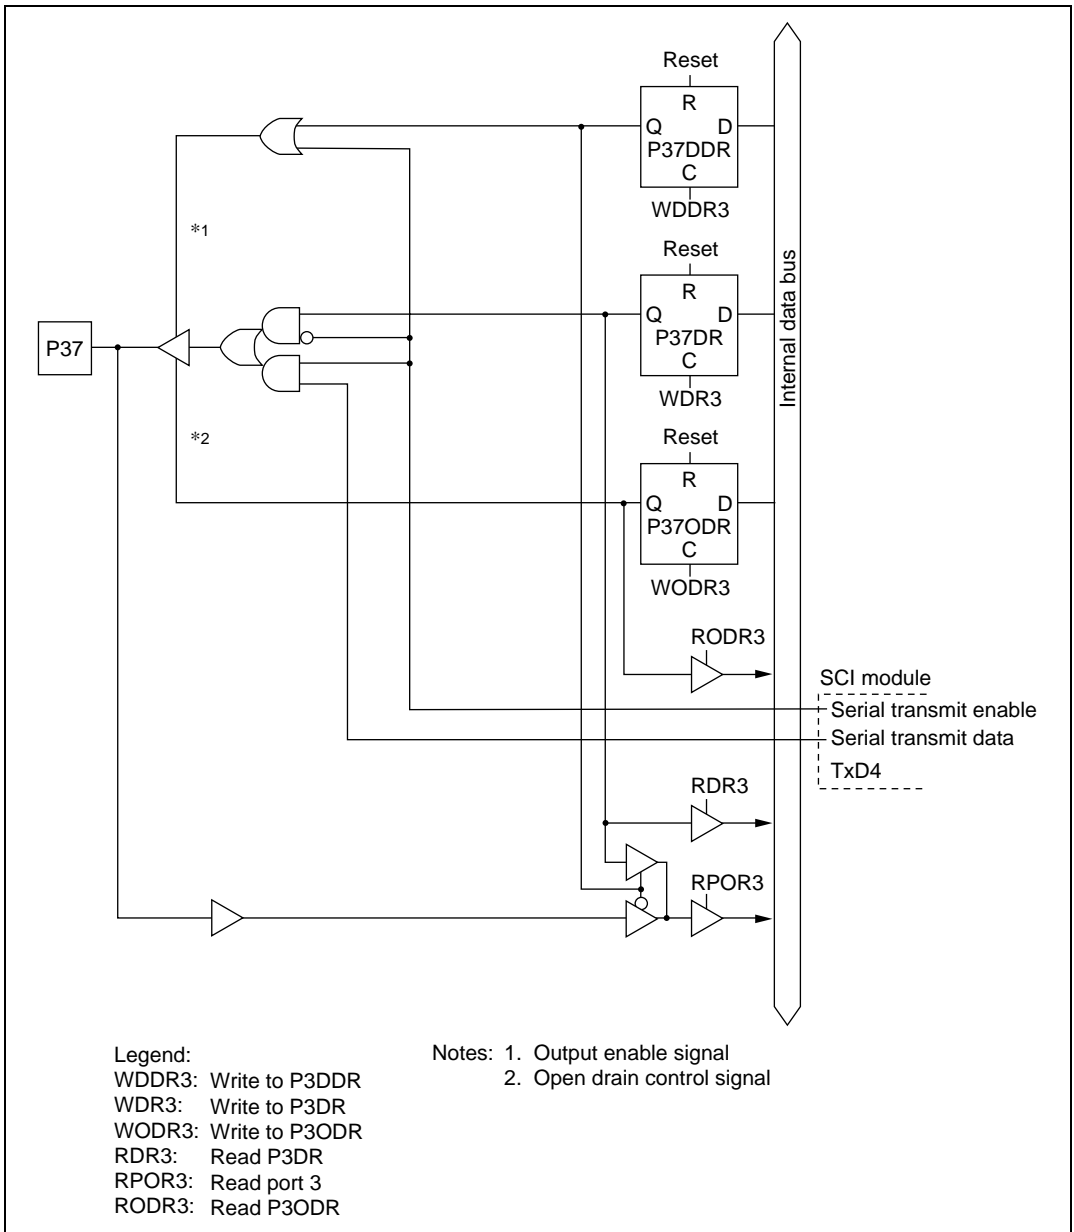 Reset
R
Q D
P37DDR
C
WDDR3
*1
Reset
R
Q D
P37DR
C
WDR3
P37
Internal data bus
*2
Reset
R
Q D
P37ODR
C
WODR3
RODR3
SCI module
Serial transmit enable
Serial transmit data
TxD4
RDR3
RPOR3
Legend:
WDDR3: Write to P3DDR
WDR3: Write to P3DR
WODR3: Write to P3ODR
RDR3: Read P3DR
RPOR3: Read port 3
RODR3: Read P3ODR
Notes: 1. Output enable signal
2. Open drain control signal